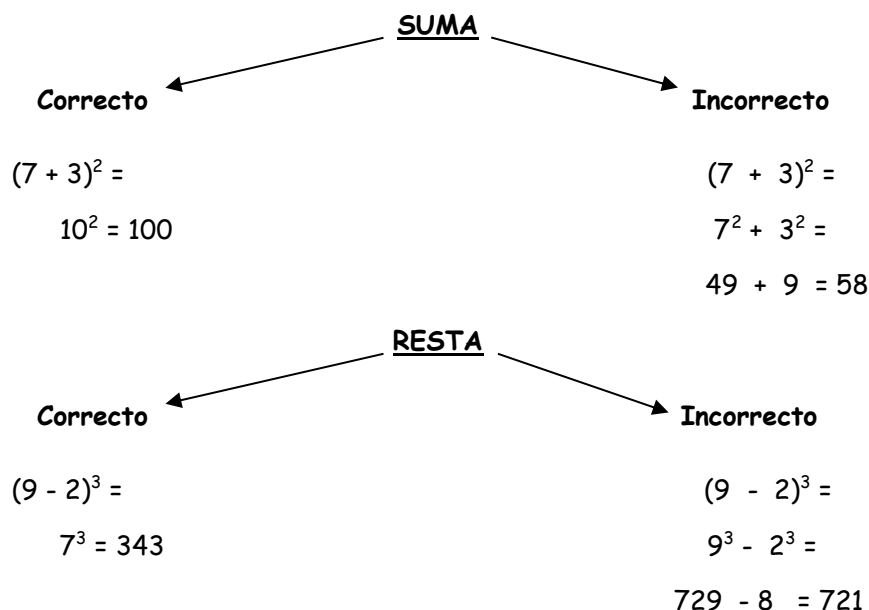 SUMA
Correcto
Incorrecto
(7 + 3)² =
(7 + 3)² =
10² = 100
7² + 3² =
49 + 9 = 58
RESTA
Correcto
Incorrecto
(9 - 2)³ =
(9 - 2)³ =
7³ = 343
9³ - 2³ =
729 - 8 = 721